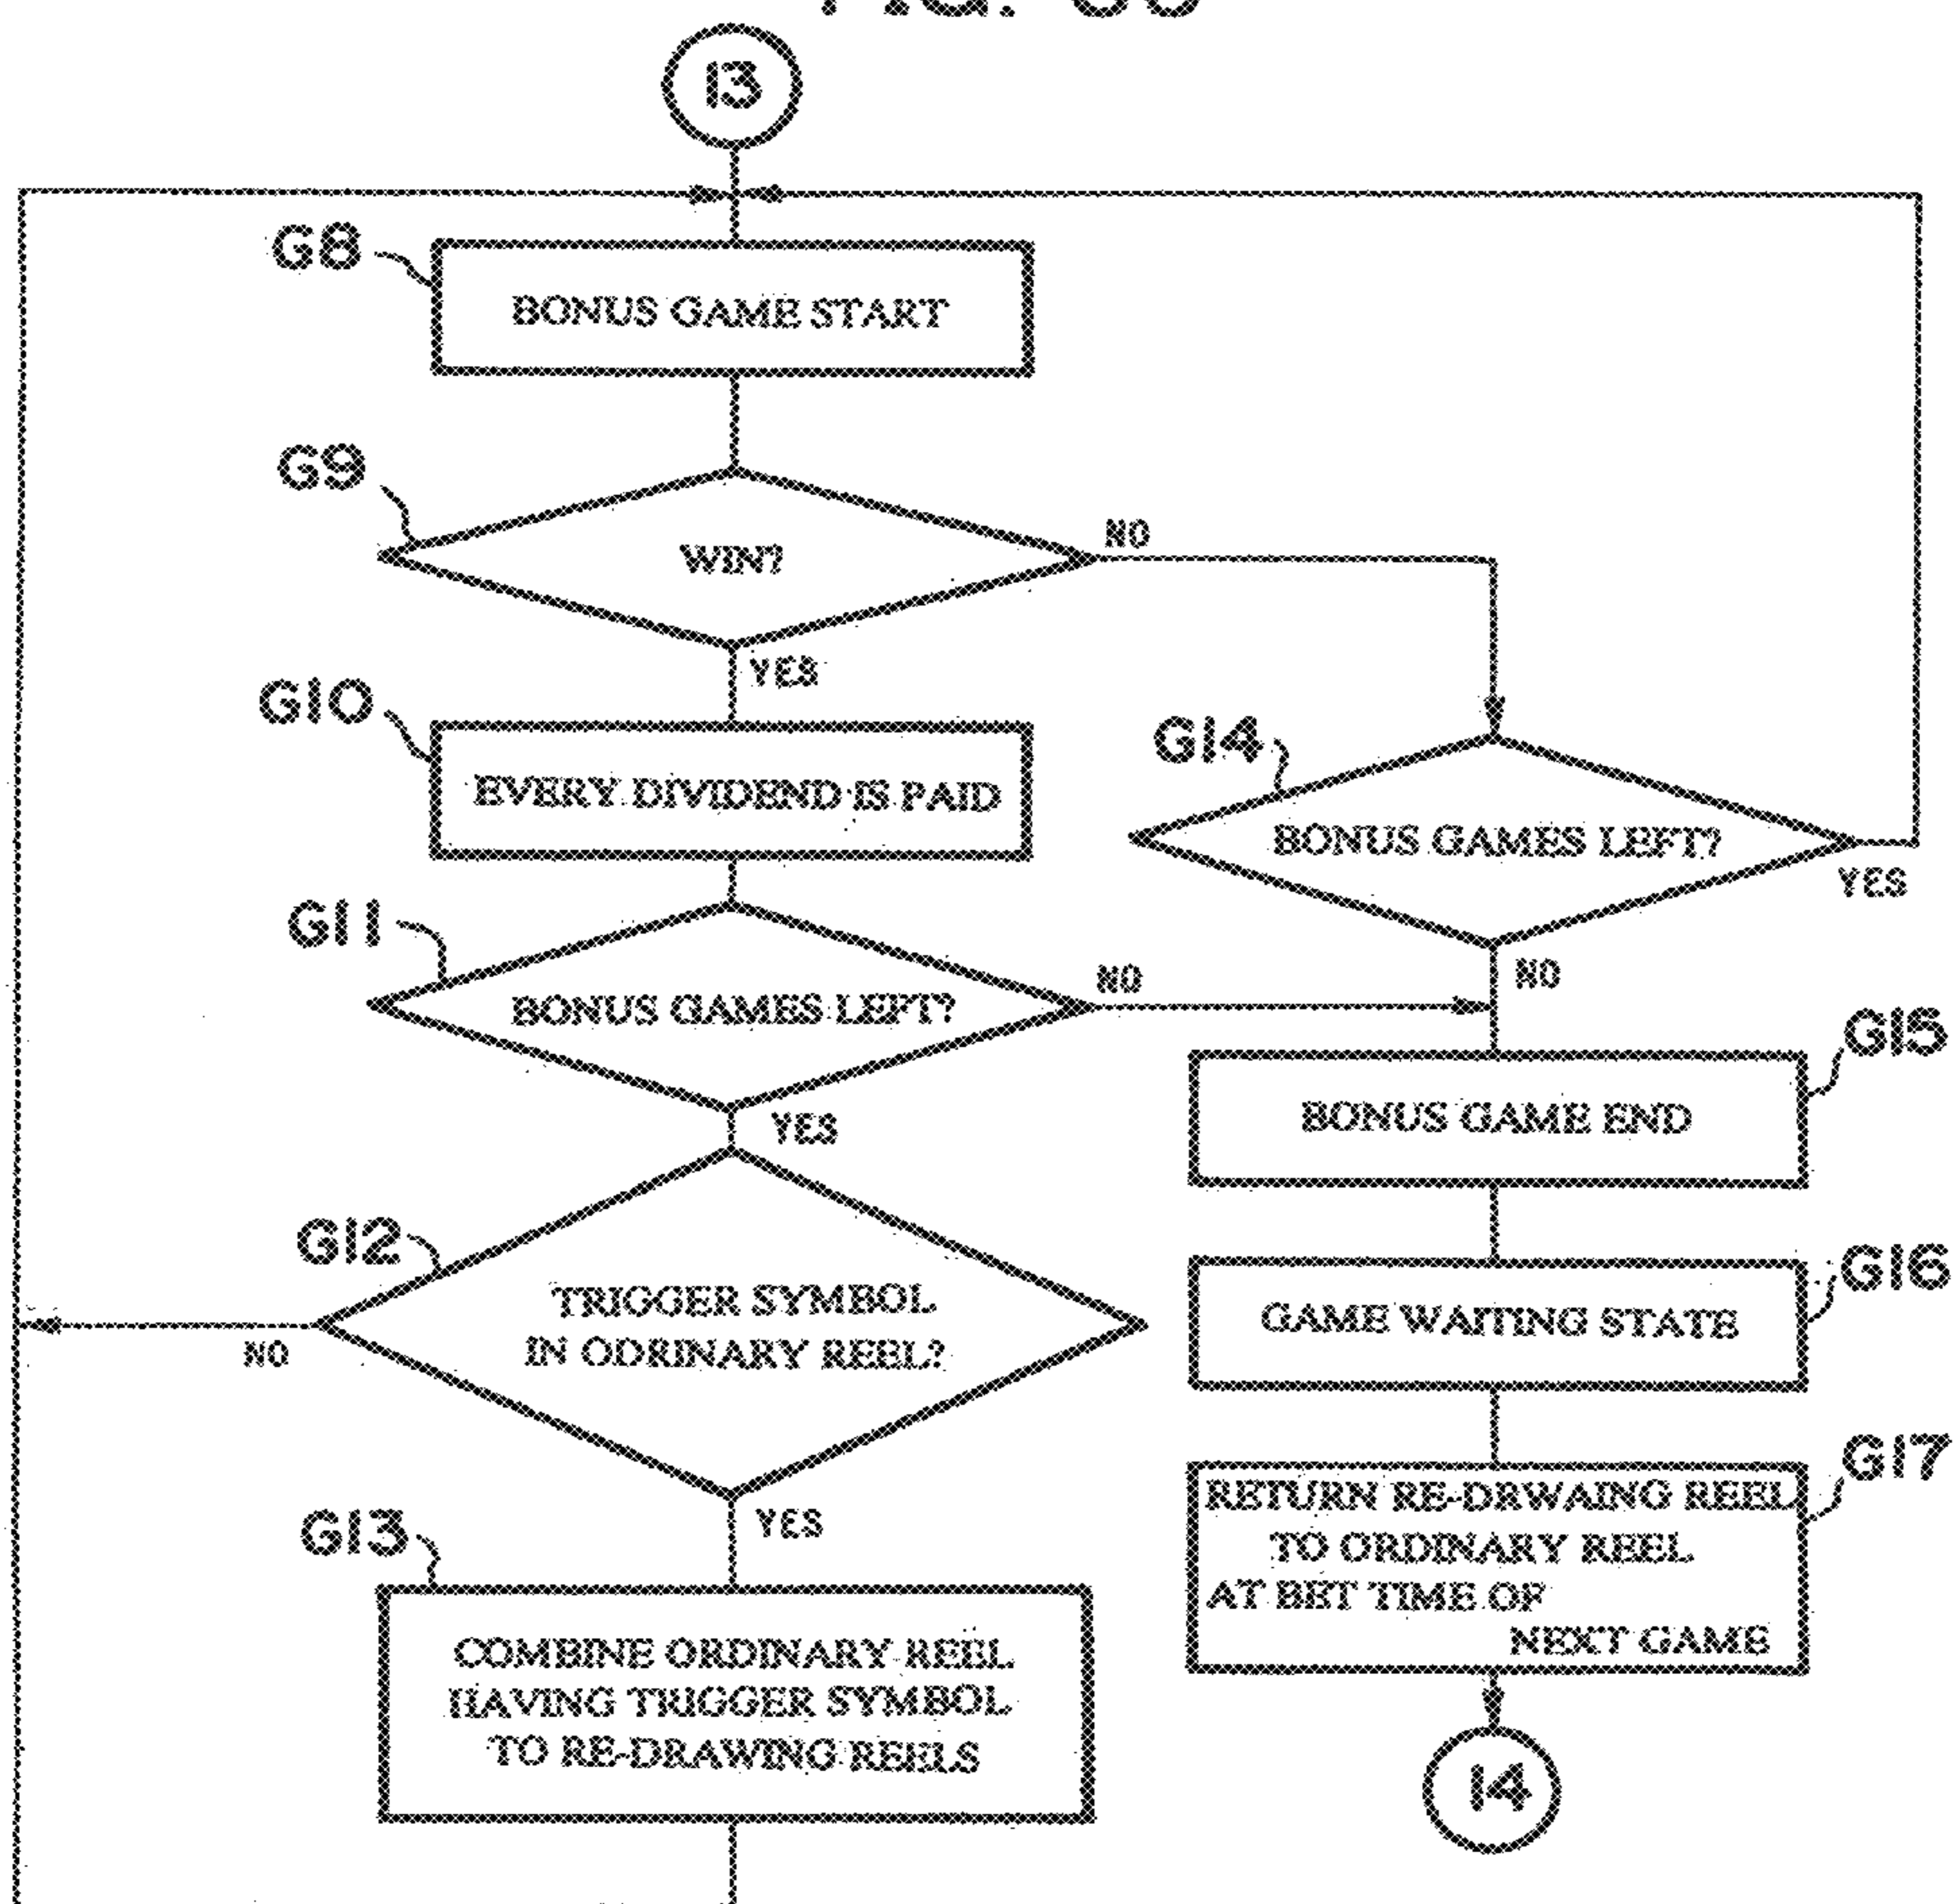 13
G8
BONUS GAME START
G9
WIN?
NO
YES
G10
EVERY DIVIDEND IS PAID
G14
BONUS GAMES LEFT?
YES
NO
G11
BONUS GAMES LEFT?
NO
YES
G15
BONUS GAME END
G12
TRIGGER SYMBOL
IN ODRINARY REEL?
NO
YES
G16
GAME WAITING STATE
G17
RETURN RE-DRWAING REEL
TO ORDINARY REEL
AT BET TIME OF
NEXT GAME
G13
COMBINE ORDINARY REEL
HAVING TRIGGER SYMBOL
TO RE-DRAWING REELS
14